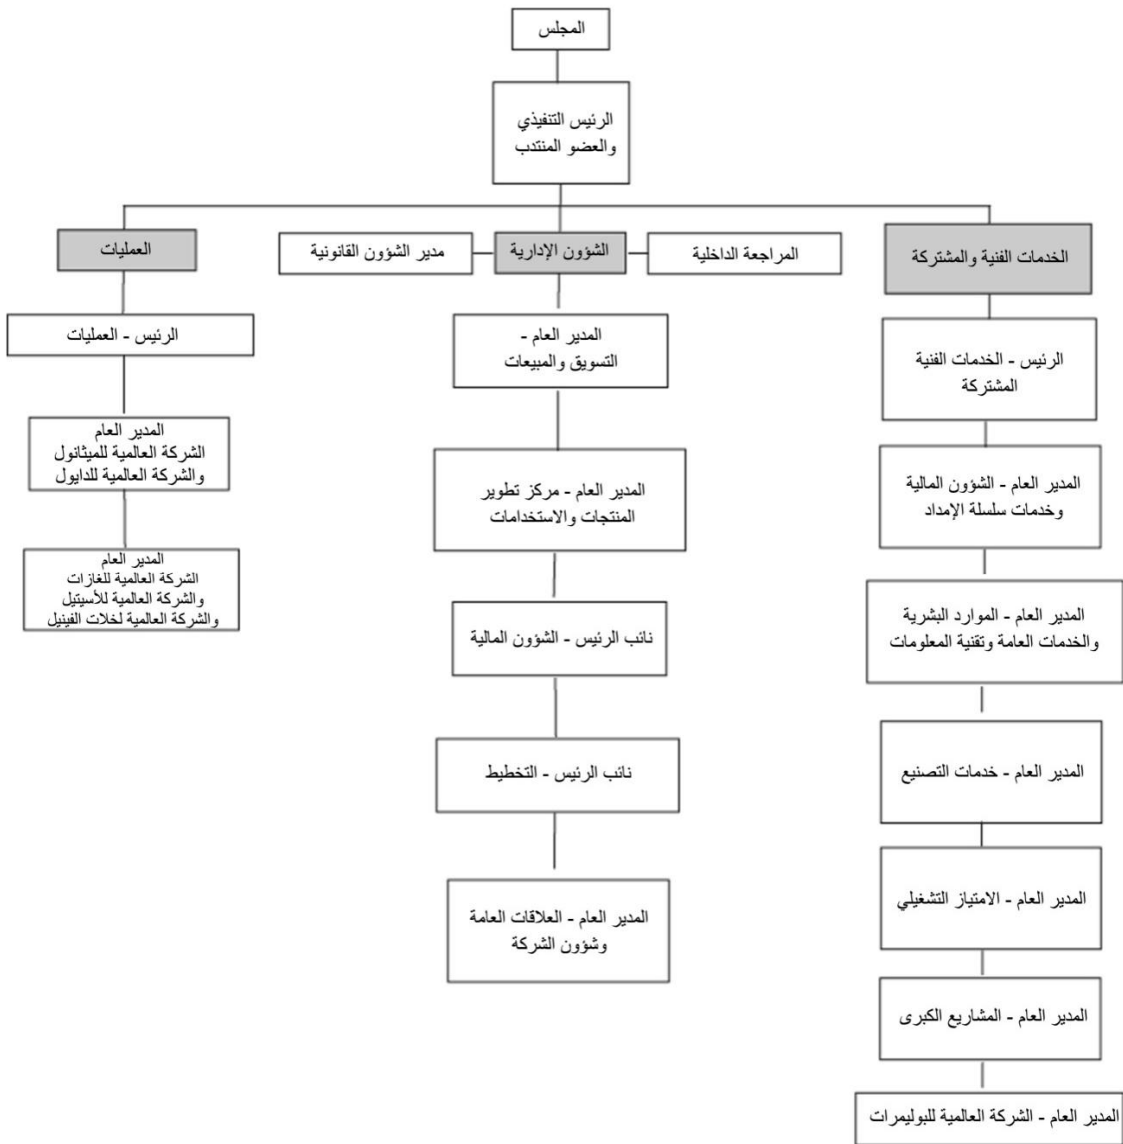 المجلس
الرئيس التنفيذي
والعضو المنتدب
الخدمات الفنية والمشتركة
الرئيس - الخدمات الفنية
المشتركة
المدير العام - الشؤون المالية
وخدمات سلسلة الإمداد
المدير العام - الموارد البشرية
والخدمات العامة وتقنية المعلومات
المدير العام - خدمات التصنيع
المدير العام - الامتياز التشغيلي
المدير العام - المشاريع الكبرى
المدير العام - الشركة العالمية للبوليمرات
المراجعة الداخلية
الشؤون الإدارية
مدير الشؤون القانونية
المدير العام -
التسويق والمبيعات
المدير العام - مركز تطوير
المنتجات والاستخدامات
نائب الرئيس - الشؤون المالية
نائب الرئيس - التخطيط
المدير العام - العلاقات العامة
وشؤون الشركة
العمليات
الرئيس - العمليات
المدير العام
الشركة العالمية للميثانول
والشركة العالمية للدايول
المدير العام
الشركة العالمية للغازات
والشركة العالمية للأسيتيل
والشركة العالمية لخلات الفينيل